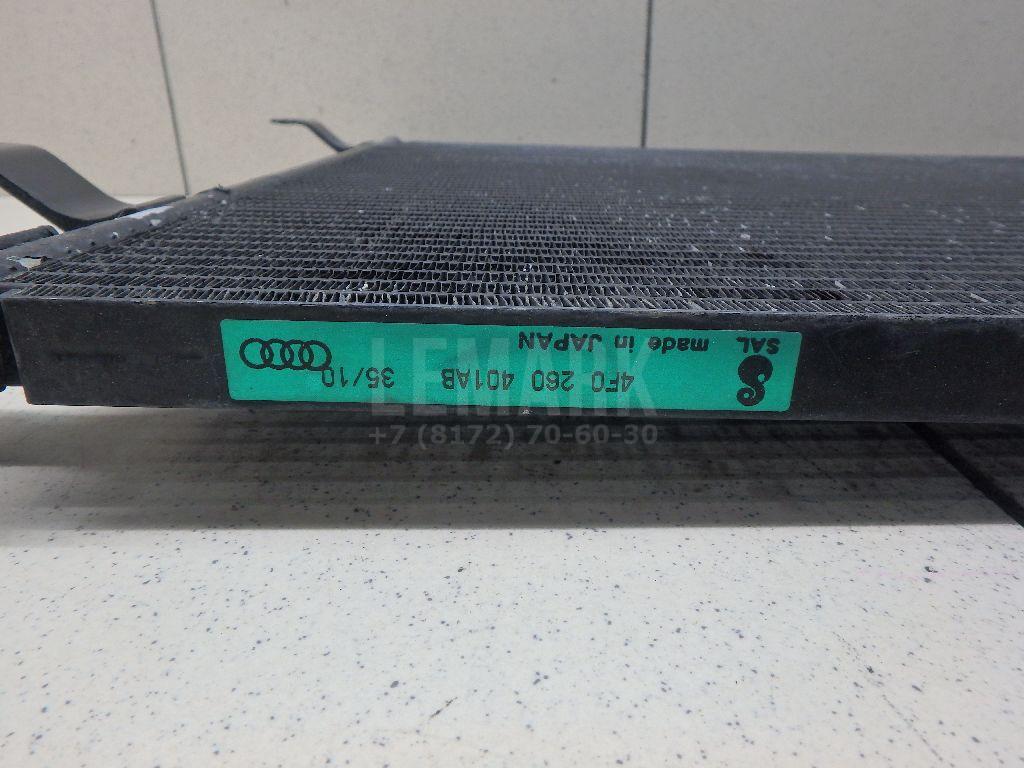 4F0 260 401AB 35/10
SAL made in JAPAN
LEMARK
+7 (8172) 70-60-30